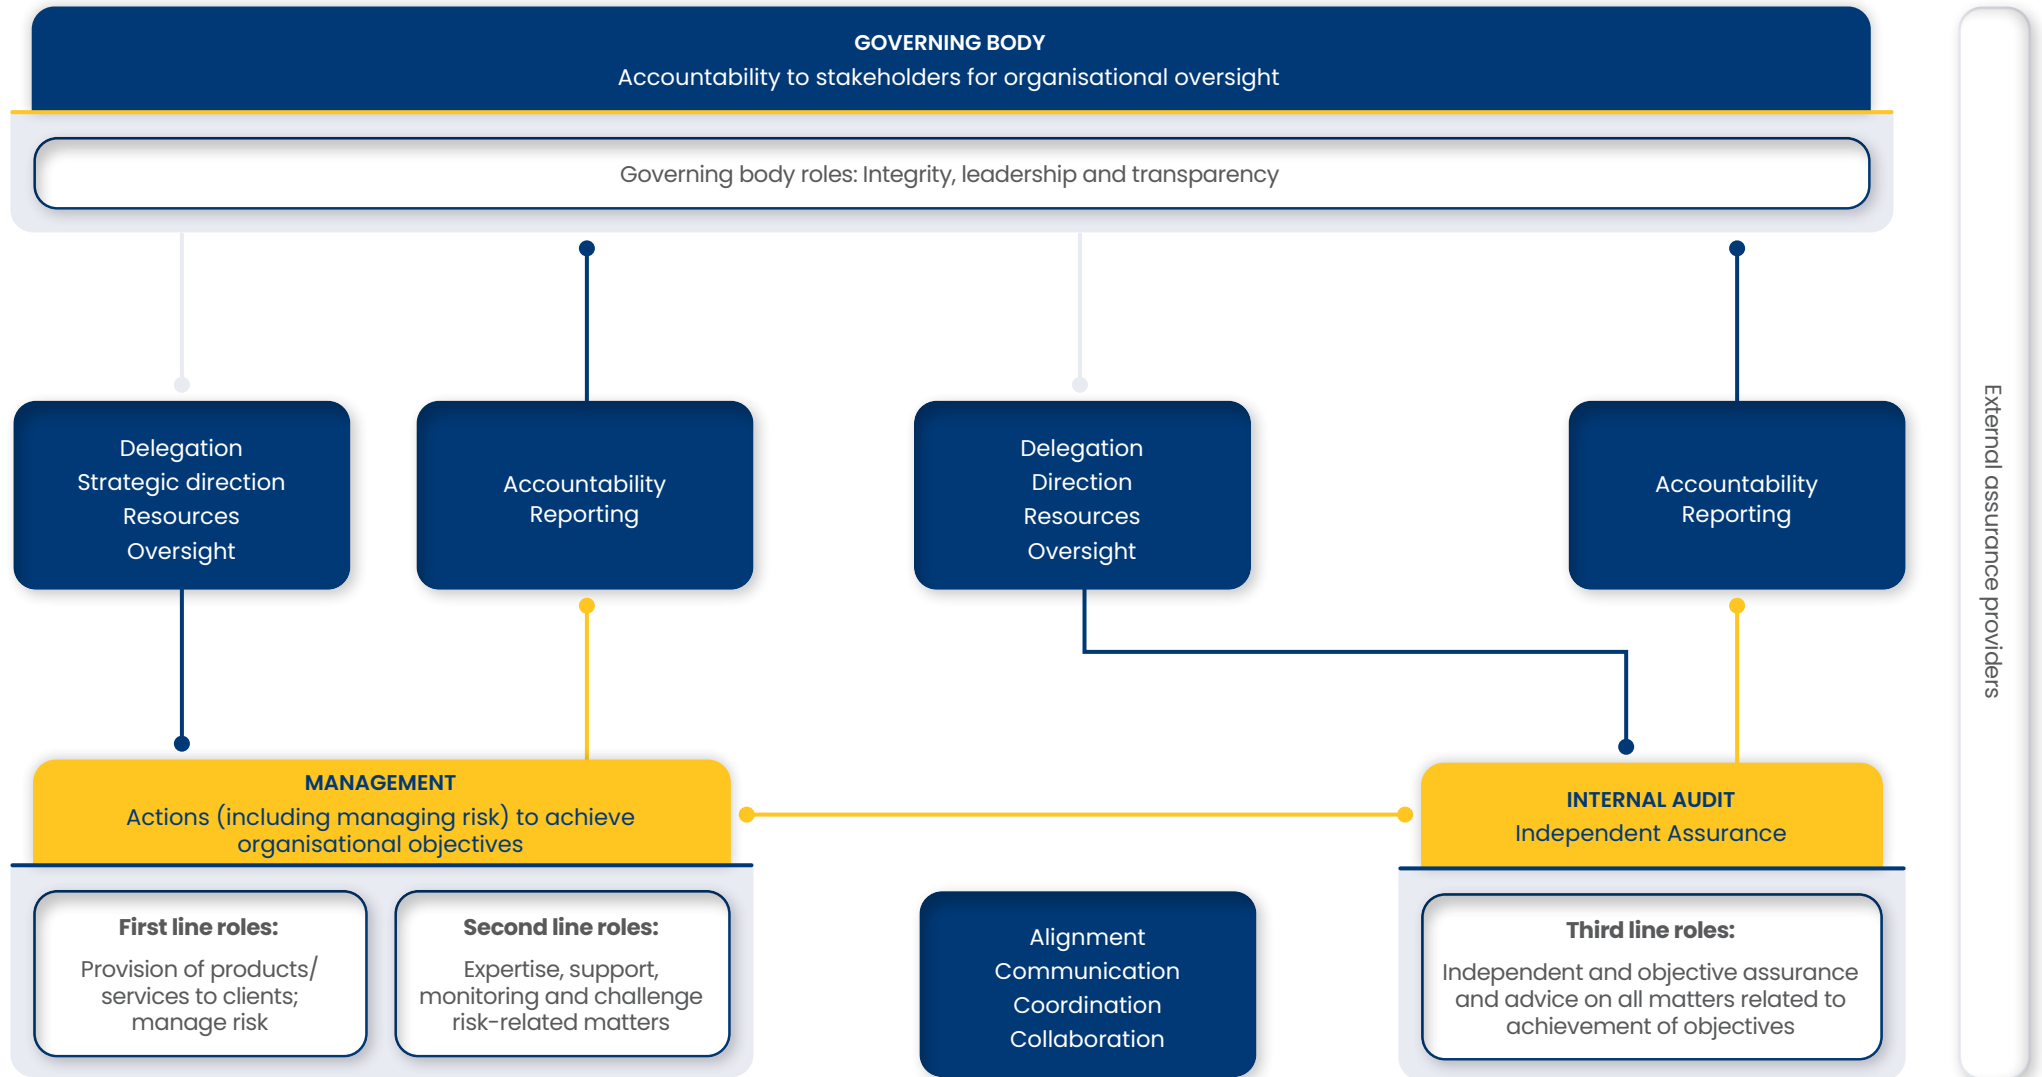 GOVERNING BODY
Accountability to stakeholders for organisational oversight
Governing body roles: Integrity, leadership and transparency
Delegation
Strategic direction
Resources
Oversight
Accountability
Reporting
Delegation
Direction
Resources
Oversight
Accountability
Reporting
External assurance providers
MANAGEMENT
Actions (including managing risk) to achieve
organisational objectives
INTERNAL AUDIT
Independent Assurance
First line roles:
Provision of products/
services to clients;
manage risk
Second line roles:
Expertise, support,
monitoring and challenge
risk-related matters
Alignment
Communication
Coordination
Collaboration
Third line roles:
Independent and objective assurance
and advice on all matters related to
achievement of objectives